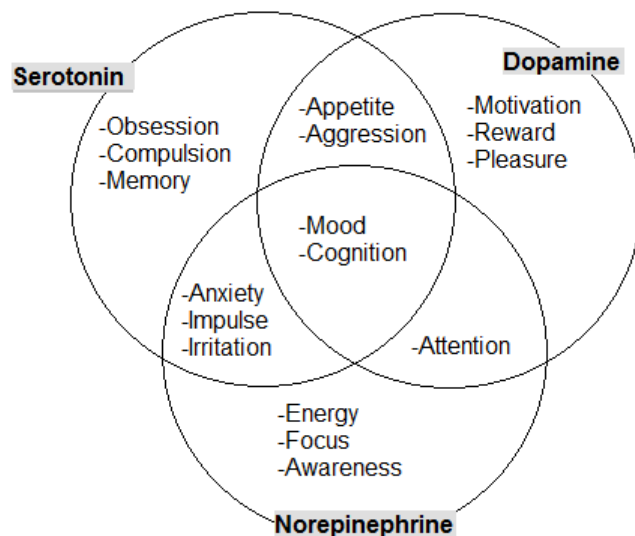 Serotonin
Dopamine
-Obsession
-Compulsion
-Memory
-Appetite
-Aggression
-Motivation
-Reward
-Pleasure
-Mood
-Cognition
-Anxiety
-Impulse
-Irritation
-Attention
-Energy
-Focus
-Awareness
Norepinephrine